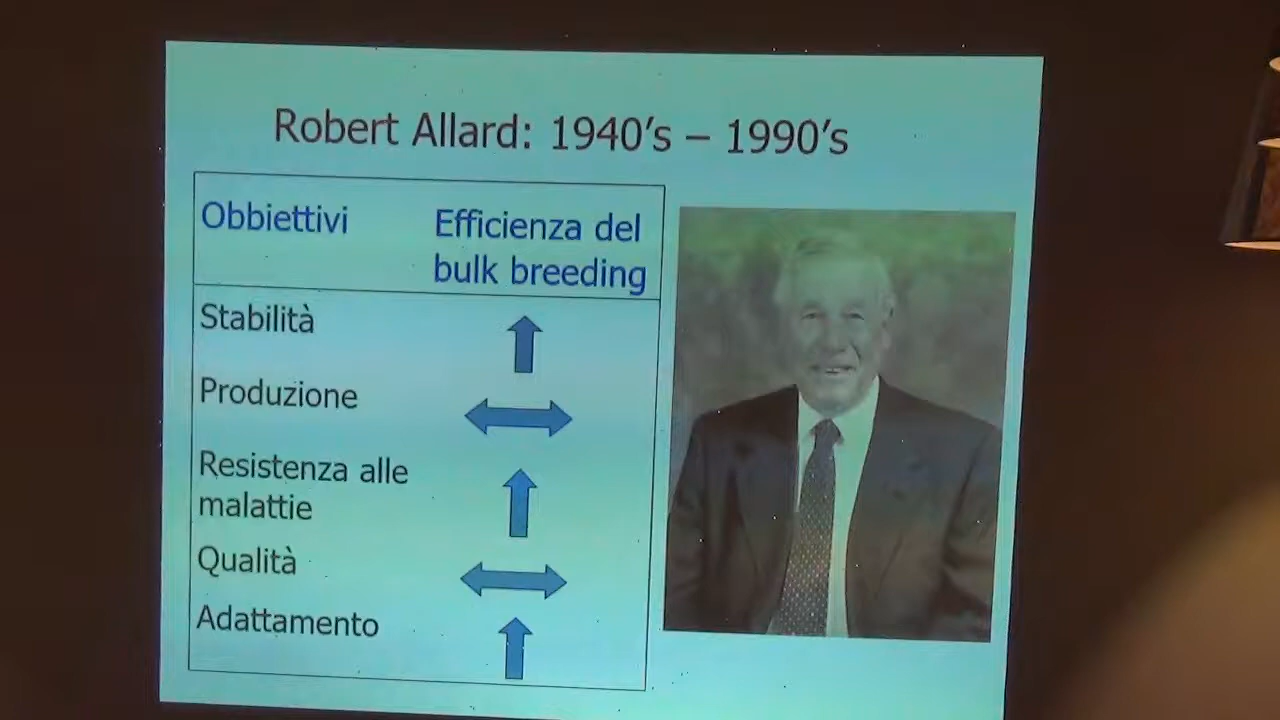 Robert Allard: 1940's – 1990's
Obbiettivi
Efficienza del
bulk breeding
Stabilità
Produzione
Resistenza alle
malattie
Qualità
Adattamento